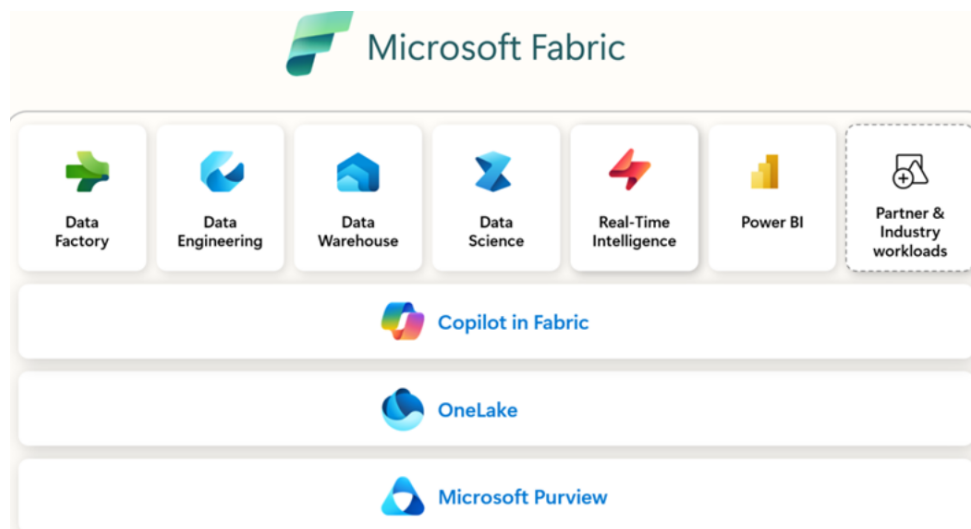 Microsoft Fabric
Data
Factory
Data
Engineering
Data
Warehouse
Data
Science
Real-Time
Intelligence
Power BI
Partner &
Industry
workloads
Copilot in Fabric
OneLake
Microsoft Purview